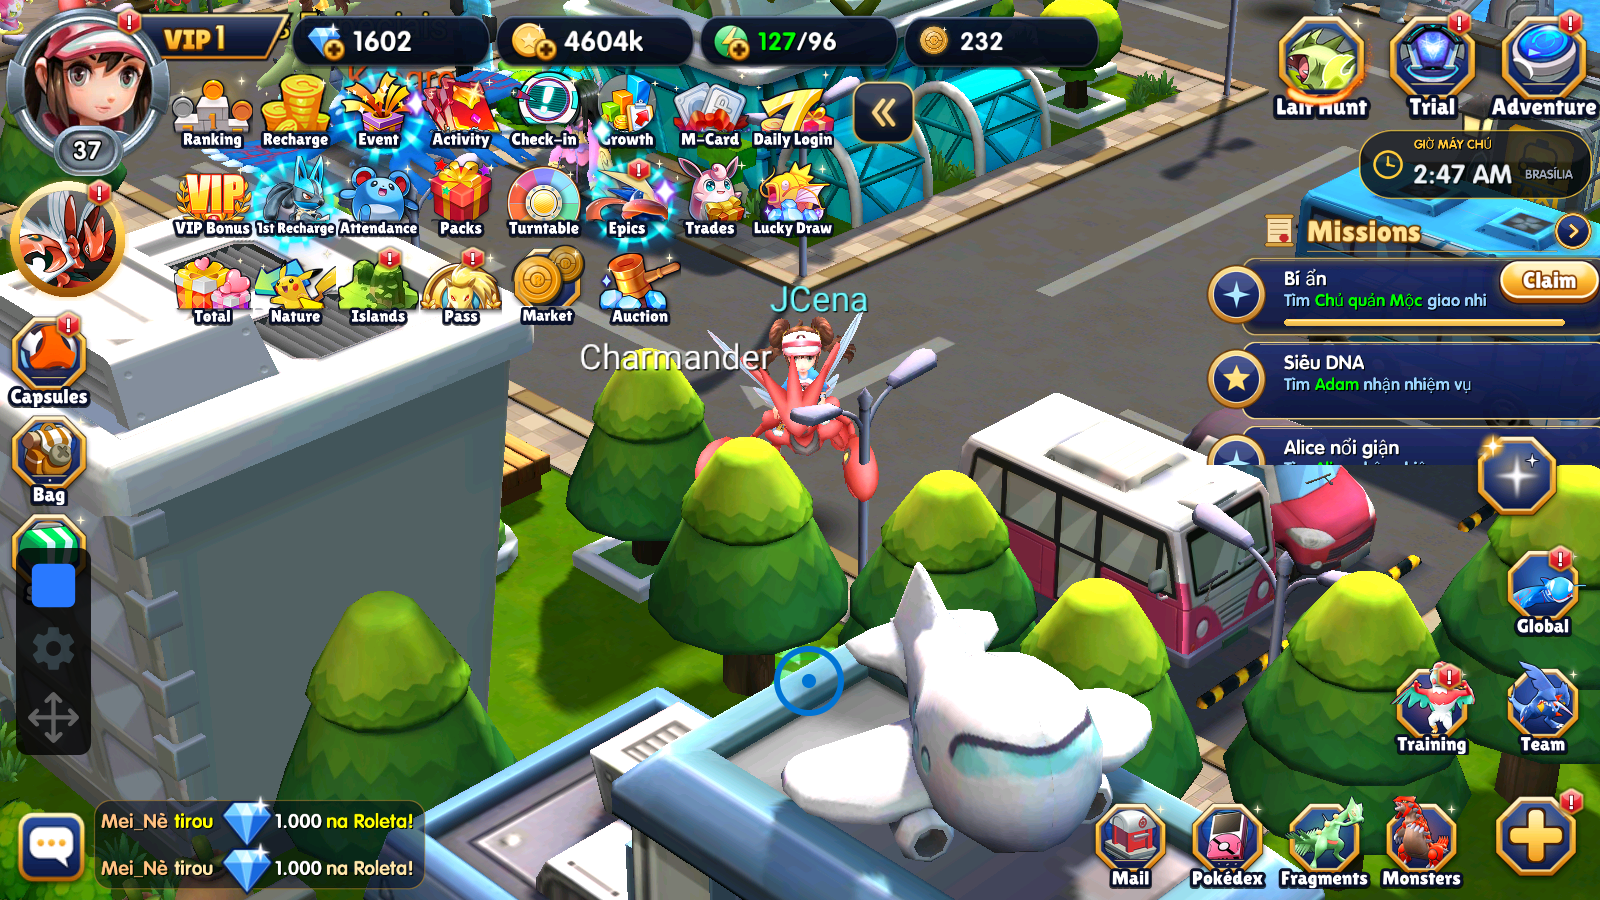 VIP 1
1602
4604k
127/96
232
37
Ranking
Recharge
Event
Activity
Check-in
Growth
M-Card
Daily Login
VIP
VIP Bonus
1st Recharge
Attendance
Packs
Turntable
Epics
Trades
Lucky Draw
Total
Nature
Islands
Pass
Market
Auction
Trial
Adventure
GIỜ MÁY CHỦ
2:47 AM
BRASÍLIA
Missions
Bí ẩn
Tìm Chủ quán Mộc giao nhi
Claim
Siêu DNA
Tìm Adam nhận nhiệm vụ
Alice nổi giận
JCena
Charmander
Capsules
Bag
Global
Training
Team
Mei_Nè tirou 1.000 na Roleta!
Mei_Nè tirou 1.000 na Roleta!
Mail
Pokédex
Fragments
Monsters